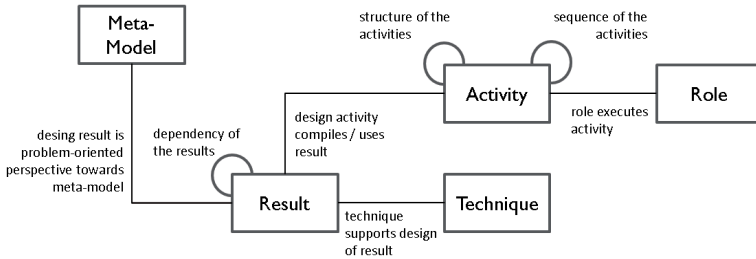 Meta-
Model
structure of the
activities
sequence of the
activities
Activity
Role
role executes
activity
desing result is
problem-oriented
perspective towards
meta-model
dependency of
the results
design activity
compiles / uses
result
Result
Technique
technique
supports design
of result